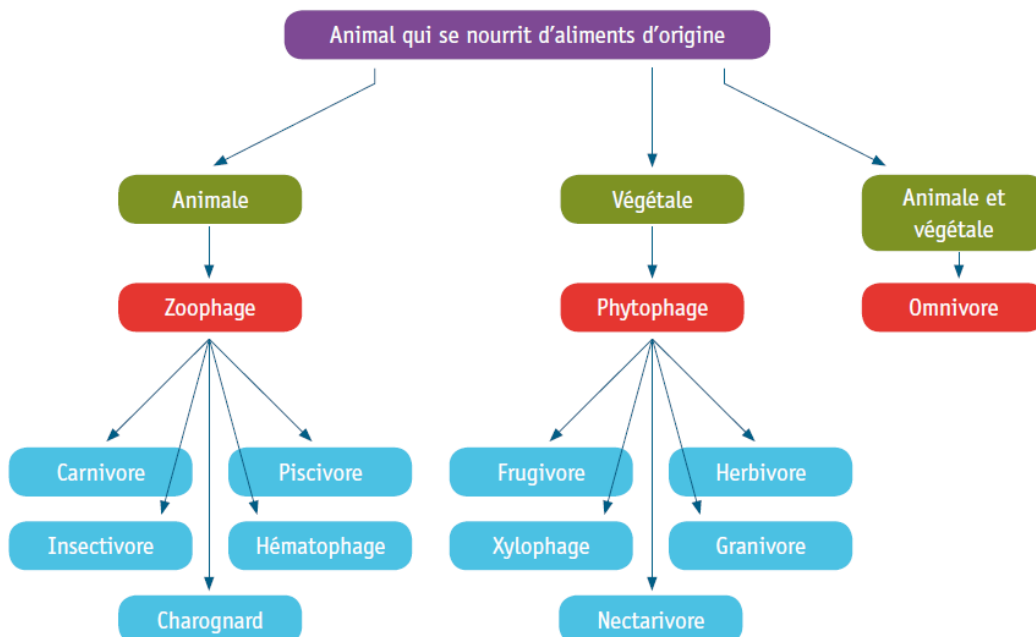 Animal qui se nourrit d'aliments d'origine
Animale
Végétale
Animale et
végétale
Zoophage
Phytophage
Omnivore
Carnivore
Piscivore
Frugivore
Herbivore
Insectivore
Hématophage
Xylophage
Granivore
Charognard
Nectarivore